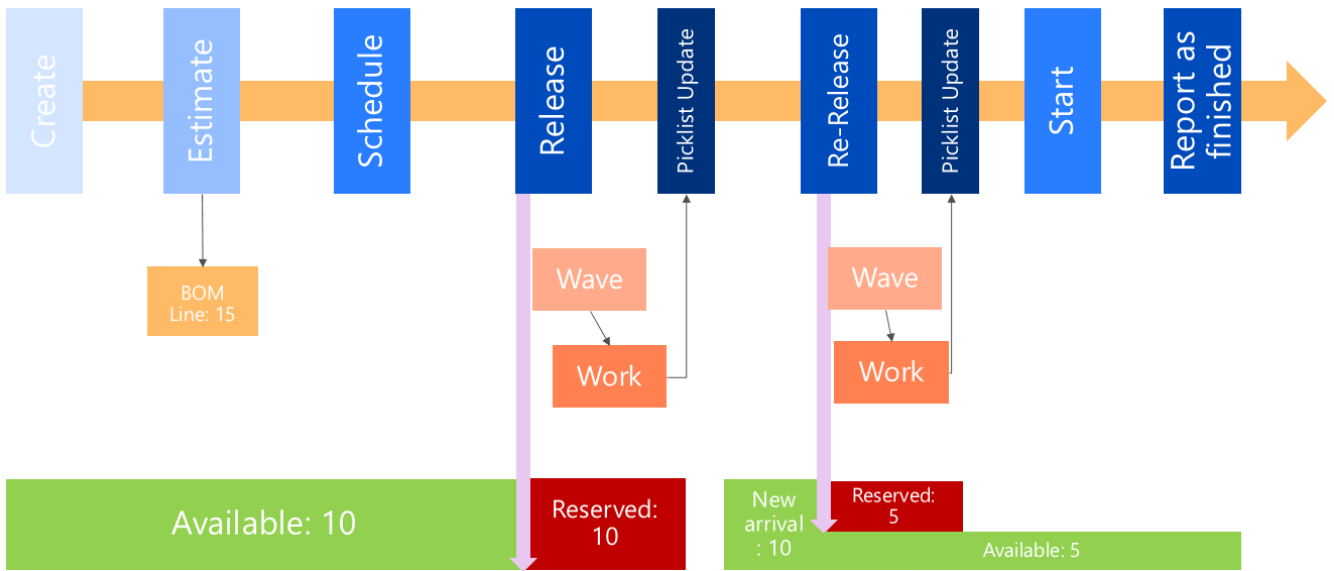 Create
Estimate
Schedule
Release
Picklist Update
Re-Release
Picklist Update
Start
Report as
finished
BOM
Line: 15
Wave
Work
Wave
Work
Available: 10
Reserved:
10
New
arrival
: 10
Reserved:
5
Available: 5